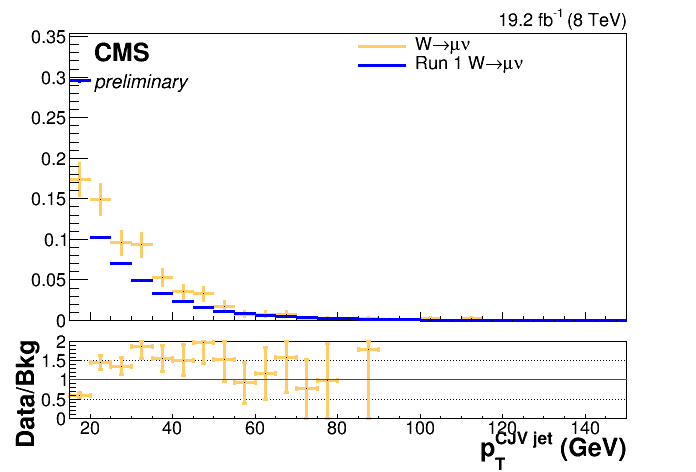 19.2 fb⁻¹ (8 TeV)
CMS
preliminary
W→μν
Run 1 W→μν
0.35
0.3
0.25
0.2
0.15
0.1
0.05
0
Data/Bkg
2
1.5
1
0.5
0
20 40 60 80 100 120 140
p_T^CJV jet (GeV)